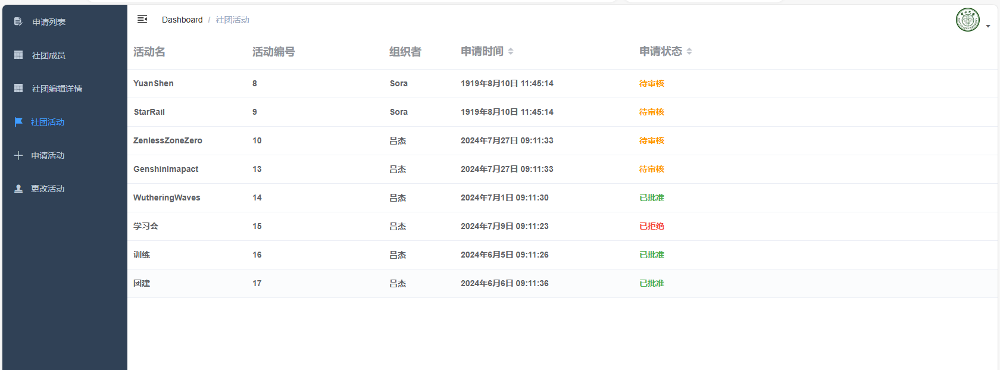 申请列表
社团成员
社团编辑详情
社团活动
申请活动
更改活动
Dashboard / 社团活动
活动名 活动编号 组织者 申请时间 申请状态
YuanShen 8 Sora 1919年8月10日 11:45:14 待审核
StarRail 9 Sora 1919年8月10日 11:45:14 待审核
ZenlessZoneZero 10 吕杰 2024年7月27日 09:11:33 待审核
GenshinImapact 13 吕杰 2024年7月27日 09:11:33 待审核
WutheringWaves 14 吕杰 2024年7月1日 09:11:30 已批准
学习会 15 吕杰 2024年7月9日 09:11:23 已拒绝
训练 16 吕杰 2024年6月5日 09:11:26 已批准
团建 17 吕杰 2024年6月6日 09:11:36 已批准